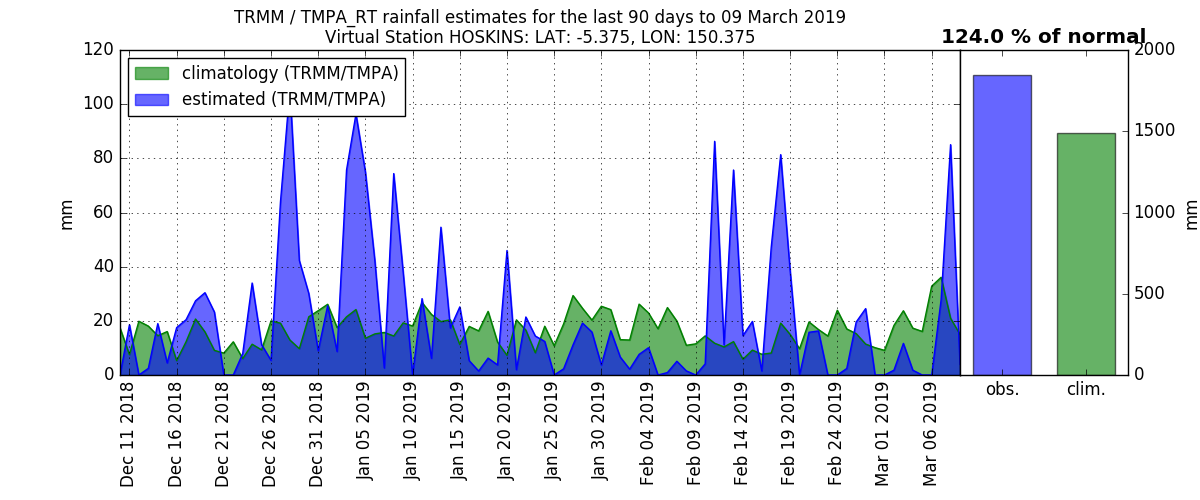 TRMM / TMPA_RT rainfall estimates for the last 90 days to 09 March 2019
Virtual Station HOSKINS: LAT: -5.375, LON: 150.375
124.0 % of normal
climatology (TRMM/TMPA)
estimated (TRMM/TMPA)
120
100
80
60
40
20
0
mm
2000
1500
1000
500
0
mm
obs.
clim.
Dec 11 2018
Dec 16 2018
Dec 21 2018
Dec 26 2018
Dec 31 2018
Jan 05 2019
Jan 10 2019
Jan 15 2019
Jan 20 2019
Jan 25 2019
Jan 30 2019
Feb 04 2019
Feb 09 2019
Feb 14 2019
Feb 19 2019
Feb 24 2019
Mar 01 2019
Mar 06 2019